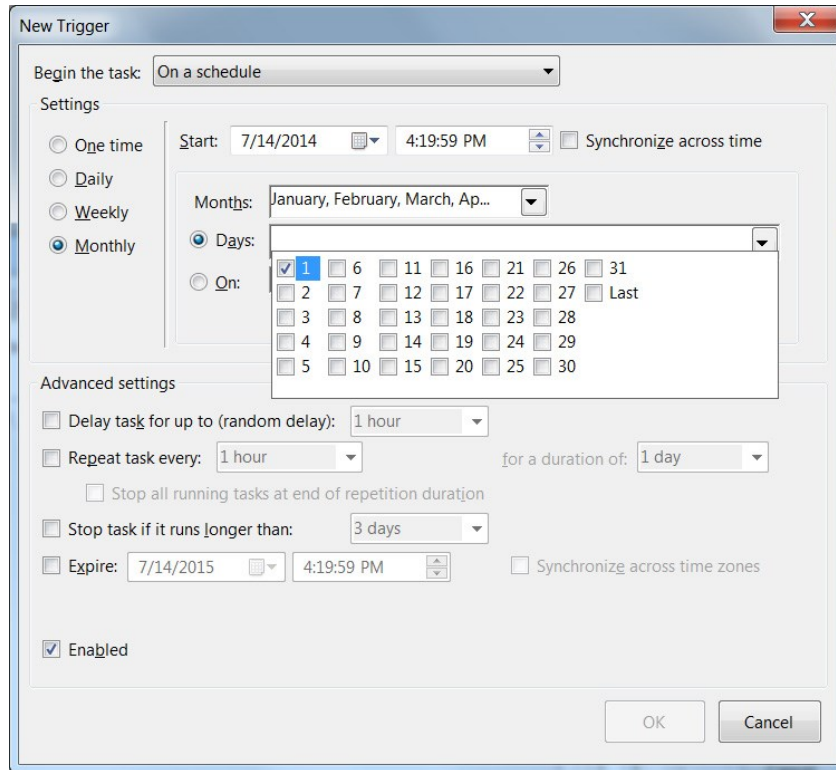 New Trigger
Begin the task: On a schedule
Settings
One time
Start: 7/14/2014 4:19:59 PM Synchronize across time
Daily
Weekly
Months: January, February, March, Ap...
Monthly
Days:
On:
1 6 11 16 21 26 31
2 7 12 17 22 27 Last
3 8 13 18 23 28
4 9 14 19 24 29
5 10 15 20 25 30
Advanced settings
Delay task for up to (random delay): 1 hour
Repeat task every: 1 hour for a duration of: 1 day
Stop all running tasks at end of repetition duration
Stop task if it runs longer than: 3 days
Expire: 7/14/2015 4:19:59 PM Synchronize across time zones
Enabled
OK Cancel